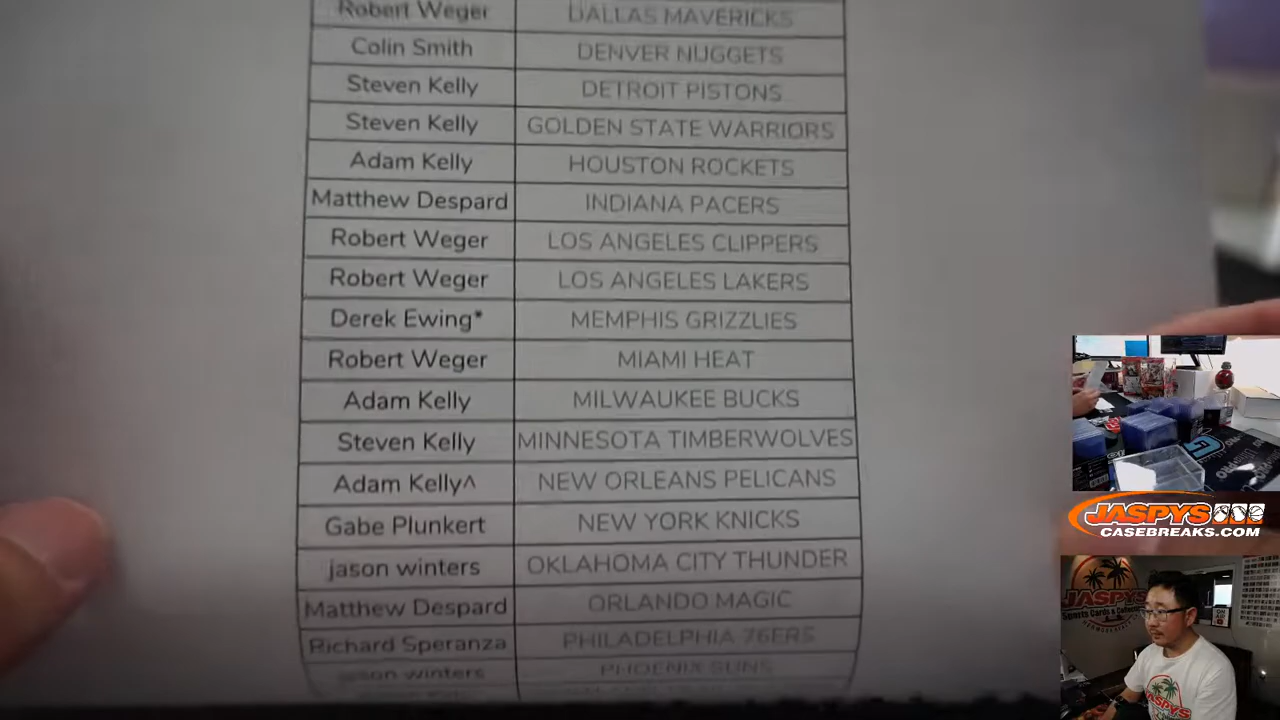 Robert Weger DALLAS MAVERICKS
Colin Smith DENVER NUGGETS
Steven Kelly DETROIT PISTONS
Steven Kelly GOLDEN STATE WARRIORS
Adam Kelly HOUSTON ROCKETS
Matthew Despard INDIANA PACERS
Robert Weger LOS ANGELES CLIPPERS
Robert Weger LOS ANGELES LAKERS
Derek Ewing* MEMPHIS GRIZZLIES
Robert Weger MIAMI HEAT
Adam Kelly MILWAUKEE BUCKS
Steven Kelly MINNESOTA TIMBERWOLVES
Adam Kelly^ NEW ORLEANS PELICANS
Gabe Plunkert NEW YORK KNICKS
jason winters OKLAHOMA CITY THUNDER
Matthew Despard ORLANDO MAGIC
Richard Speranza PHILADELPHIA 76ERS
jason winters PHOENIX SUNS
JASPYS
CASEBREAKS.COM
JASPYS